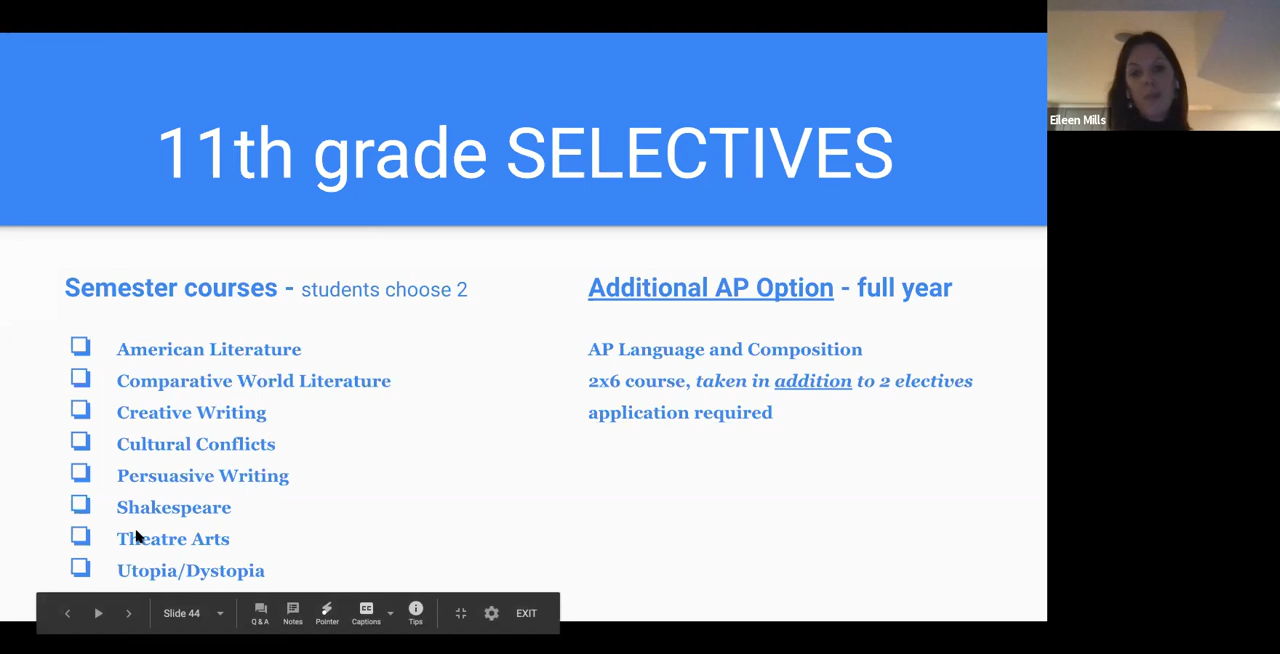 11th grade SELECTIVES
Eileen Mills
Semester courses - students choose 2
American Literature
Comparative World Literature
Creative Writing
Cultural Conflicts
Persuasive Writing
Shakespeare
Theatre Arts
Utopia/Dystopia
Additional AP Option - full year
AP Language and Composition
2x6 course, taken in addition to 2 electives
application required
Slide 44
Q & A
Notes
Pointer
CC
Captions
Tips
EXIT